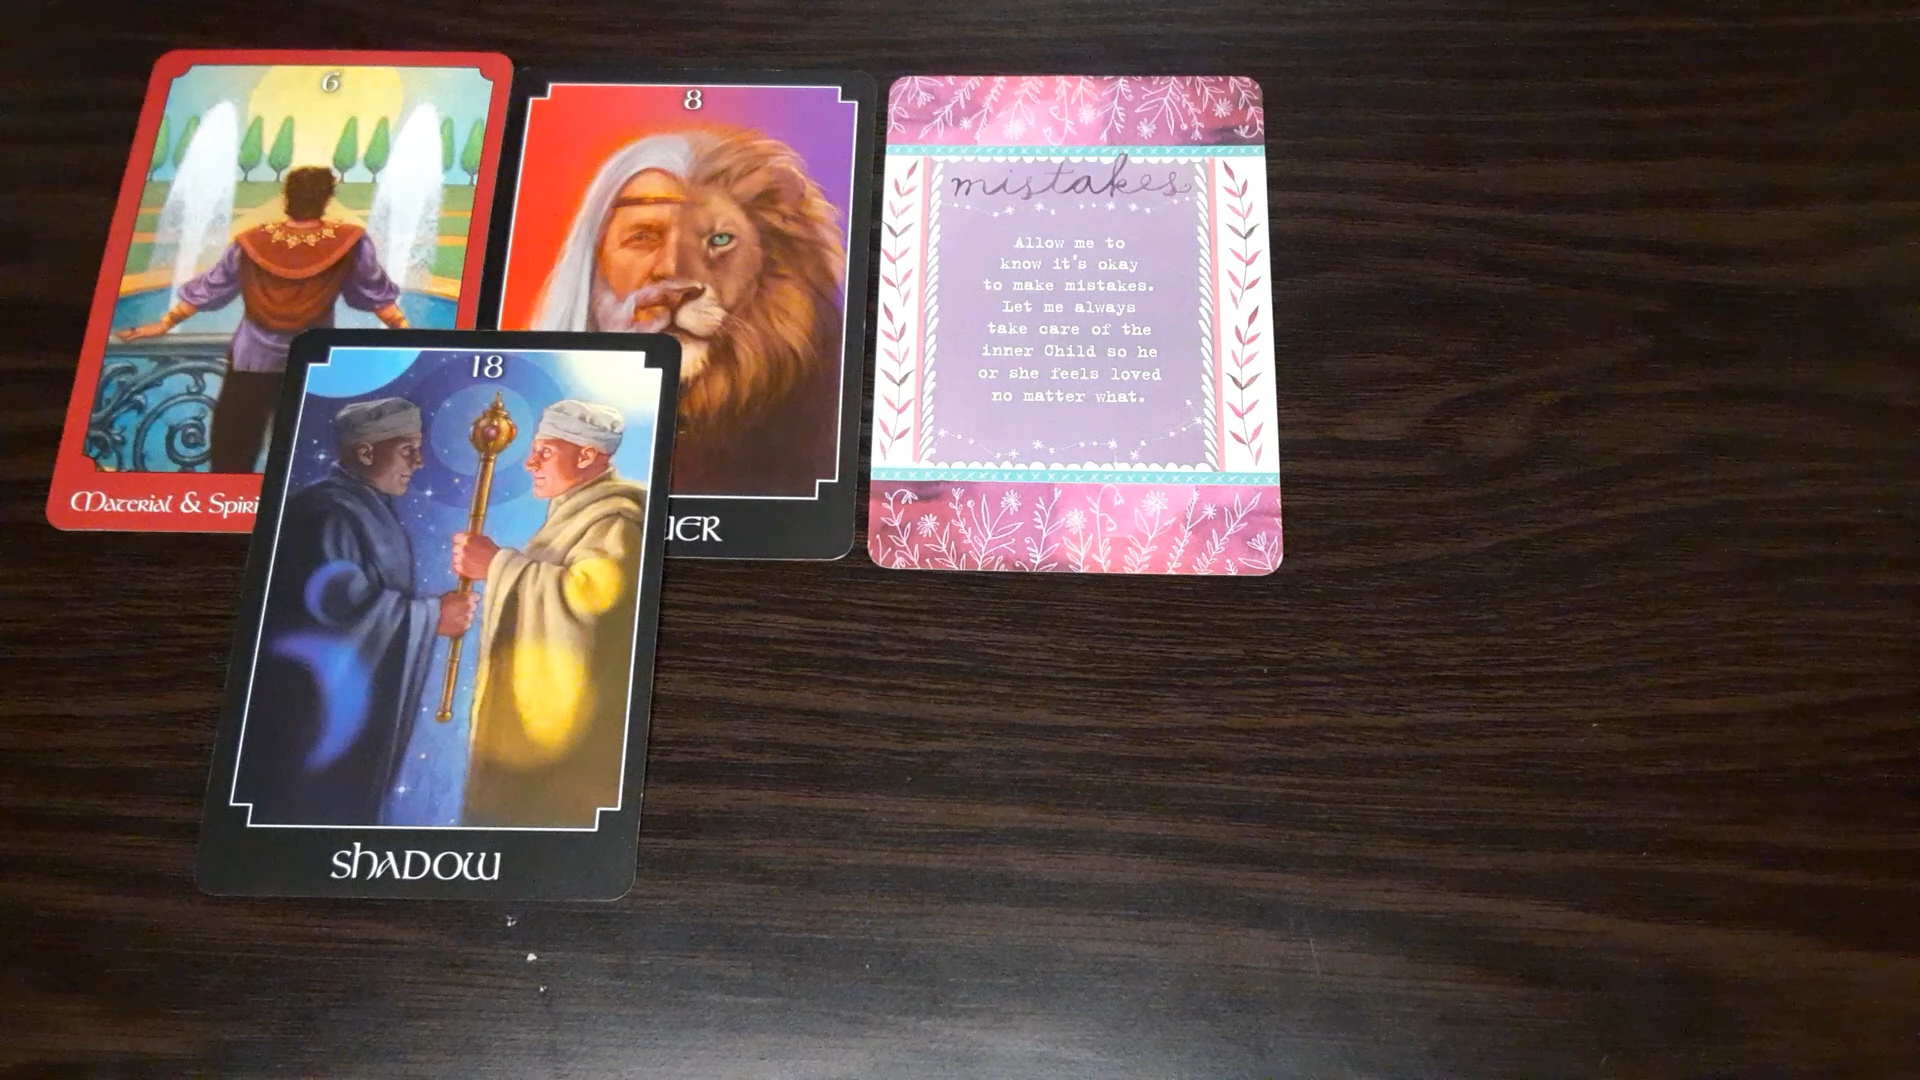 6
Material & Spiri
8
UER
mistakes
Allow me to
know it's okay
to make mistakes.
Let me always
take care of the
inner Child so he
or she feels loved
no matter what.
18
SHADOW